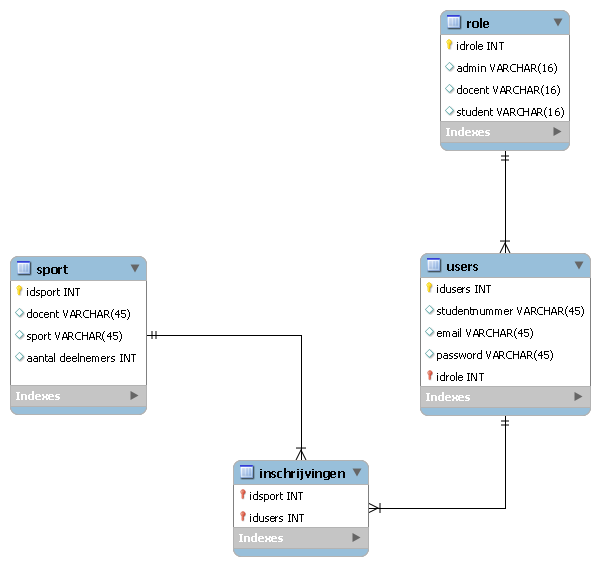 role
idrole INT
admin VARCHAR(16)
docent VARCHAR(16)
student VARCHAR(16)
Indexes
sport
idsport INT
docent VARCHAR(45)
sport VARCHAR(45)
aantal deelnemers INT
Indexes
users
idusers INT
studentnummer VARCHAR(45)
email VARCHAR(45)
password VARCHAR(45)
idrole INT
Indexes
inschrijvingen
idsport INT
idusers INT
Indexes